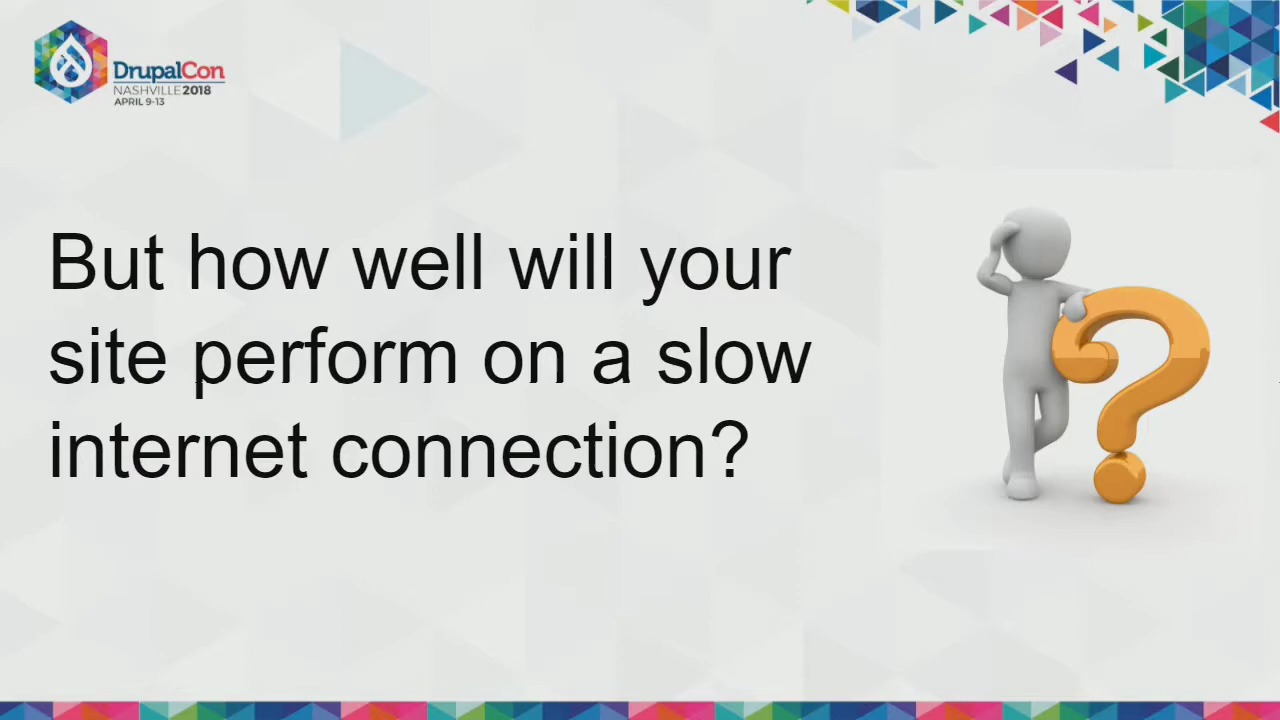 DrupalCon
NASHVILLE 2018
APRIL 9-13
But how well will your
site perform on a slow
internet connection?